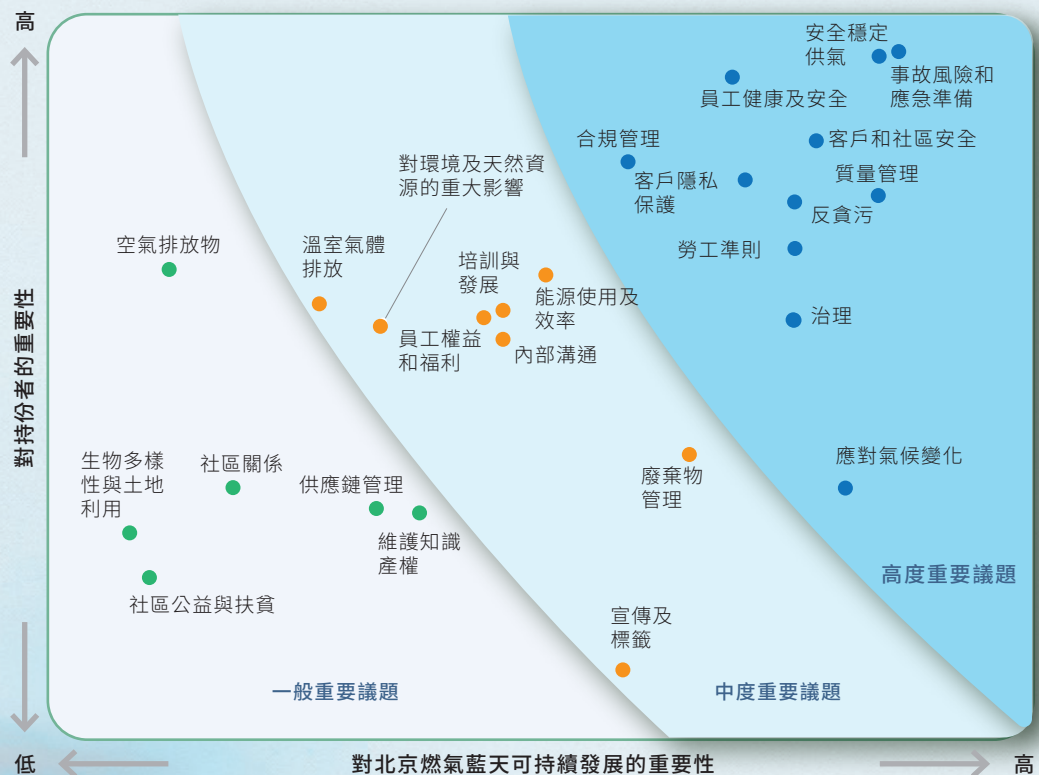 高
安全穩定
供氣
事故風險和
應急準備
員工健康及安全
合規管理
客戶和社區安全
對環境及天然資
源的重大影響
質量管理
客戶隱私
保護
反貪污
空氣排放物
溫室氣體
排放
培訓與
發展
勞工準則
能源使用及
效率
治理
員工權益
和福利
內部溝通
對持份者的重要性
生物多樣
性與土地
利用
社區關係
供應鏈管理
廢棄物
管理
應對氣候變化
維護知識
產權
高度重要議題
社區公益與扶貧
宣傳及
標籤
一般重要議題
中度重要議題
低
對北京燃氣藍天可持續發展的重要性
高